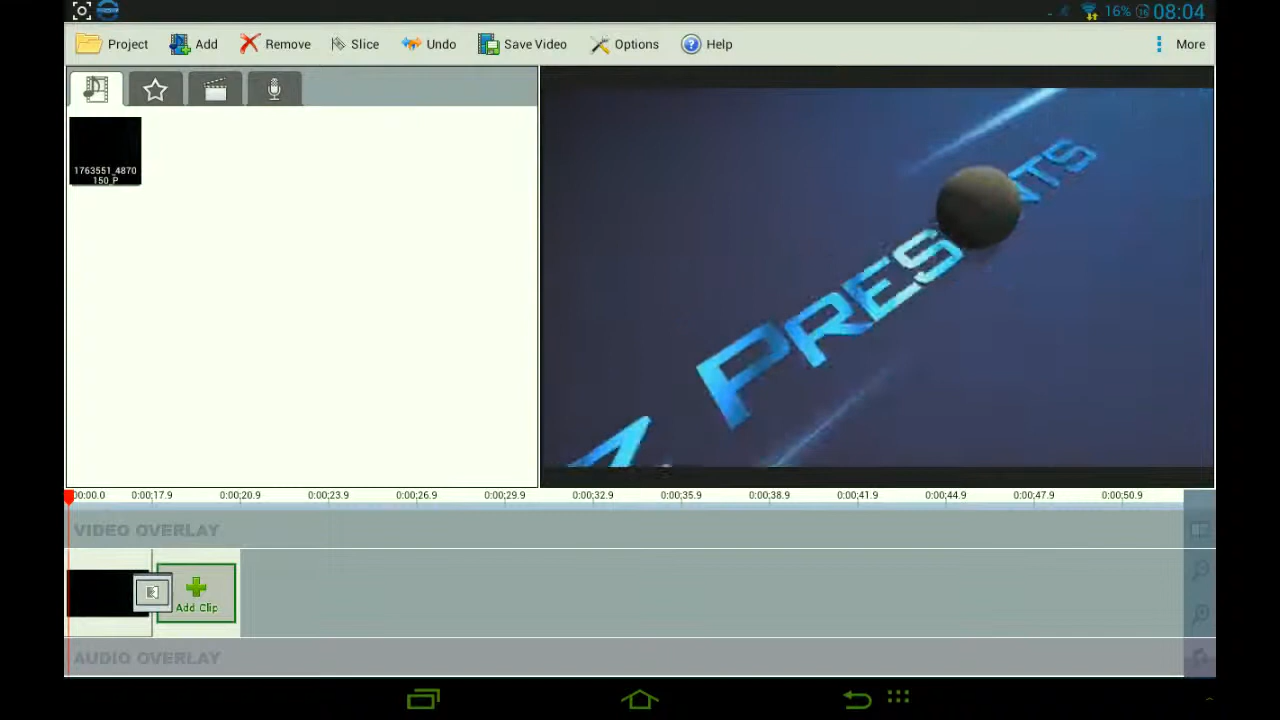 16% 08:04
Project Add Remove Slice Undo Save Video Options Help More
1763551_4870
150_P
PRESENTS
0:00:00.0 0:00:17.9 0:00:20.9 0:00:23.9 0:00:26.9 0:00:29.9 0:00:32.9 0:00:35.9 0:00:38.9 0:00:41.9 0:00:44.9 0:00:47.9 0:00:50.9
VIDEO OVERLAY
Add Clip
AUDIO OVERLAY